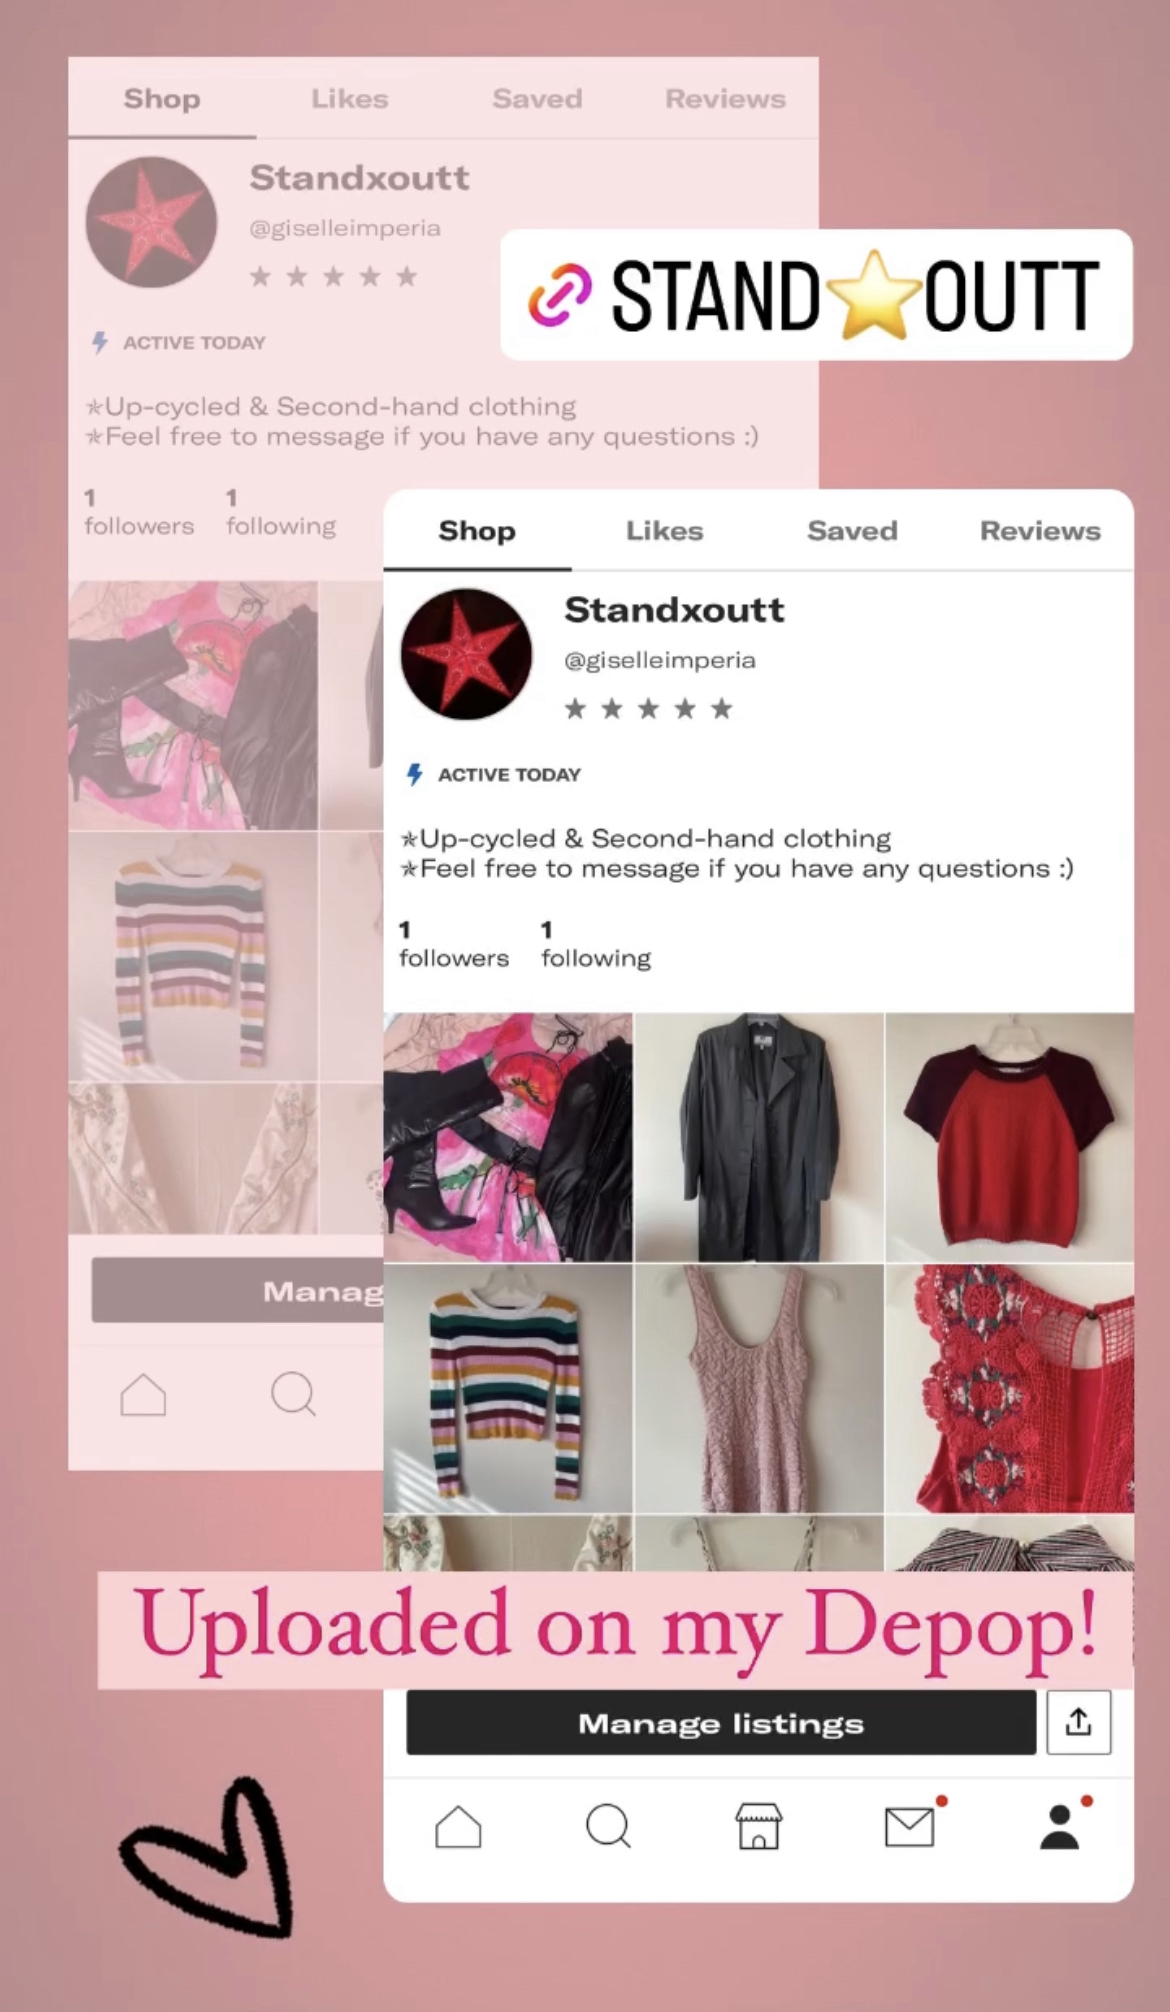 Shop Likes Saved Reviews
Standxoutt
@giselleimperia
★ ★ ★ ★ ★
STAND⭐OUTT
ACTIVE TODAY
✯Up-cycled & Second-hand clothing
✯Feel free to message if you have any questions :)
1 1
followers following
Manag
Shop Likes Saved Reviews
Standxoutt
@giselleimperia
★ ★ ★ ★ ★
ACTIVE TODAY
✯Up-cycled & Second-hand clothing
✯Feel free to message if you have any questions :)
1 1
followers following
Uploaded on my Depop!
Manage listings